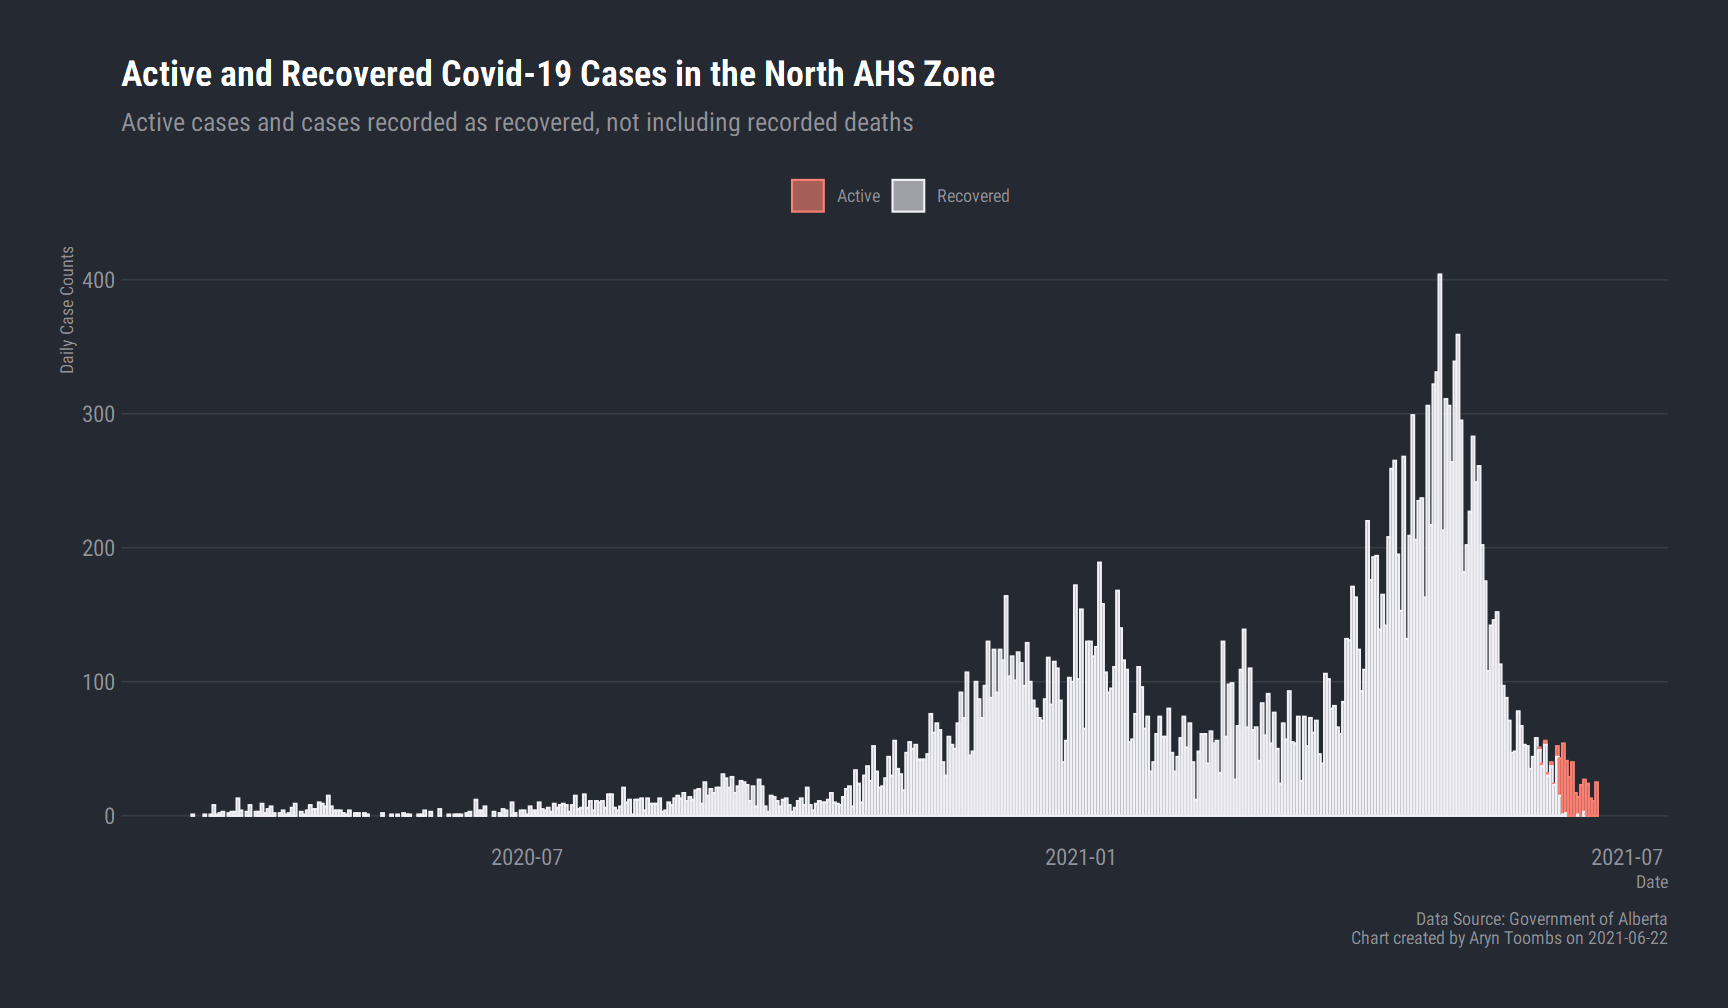 Active and Recovered Covid-19 Cases in the North AHS Zone
Active cases and cases recorded as recovered, not including recorded deaths
Active Recovered
Daily Case Counts
400
300
200
100
0
2020-07 2021-01 2021-07
Date
Data Source: Government of Alberta
Chart created by Aryn Toombs on 2021-06-22